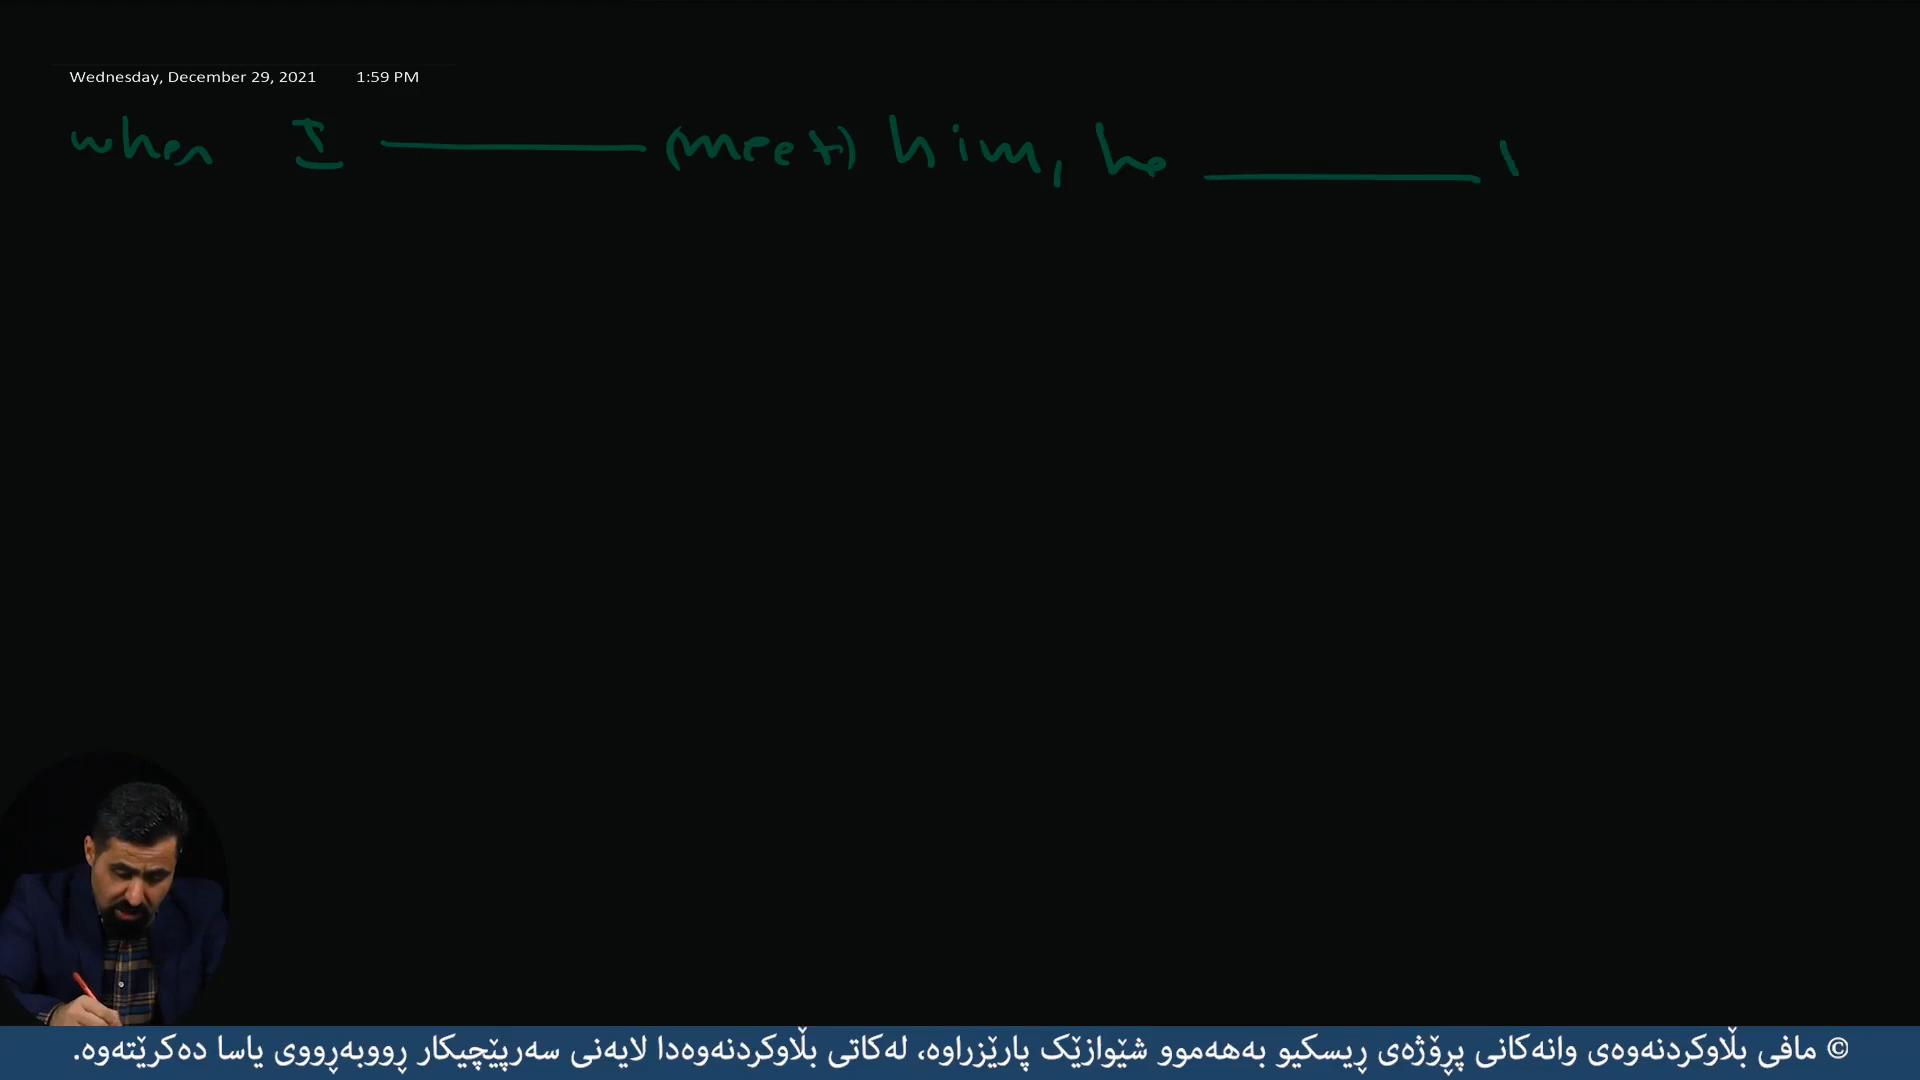 Wednesday, December 29, 2021 1:59 PM
when I ________ (meet) him, he ________
© مافی بڵاوکردنەوەی وانەکانی پڕۆژەی ڕیسکیو بەهەموو شێوازێک پارێزراوە، لەکاتی بڵاوکردنەوەدا لایەنی سەرپێچیکار ڕووبەڕووی یاسا دەکرێتەوە.